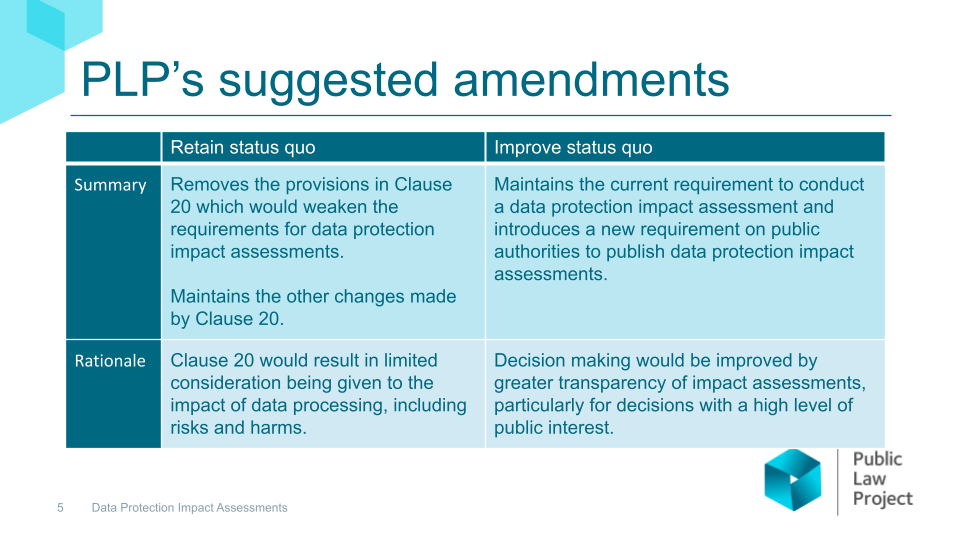 PLP’s suggested amendments
Retain status quo
Improve status quo
Summary
Removes the provisions in Clause
20 which would weaken the
requirements for data protection
impact assessments.
Maintains the other changes made
by Clause 20.
Maintains the current requirement to conduct
a data protection impact assessment and
introduces a new requirement on public
authorities to publish data protection impact
assessments.
Rationale
Clause 20 would result in limited
consideration being given to the
impact of data processing, including
risks and harms.
Decision making would be improved by
greater transparency of impact assessments,
particularly for decisions with a high level of
public interest.
Public
Law
Project
5
Data Protection Impact Assessments